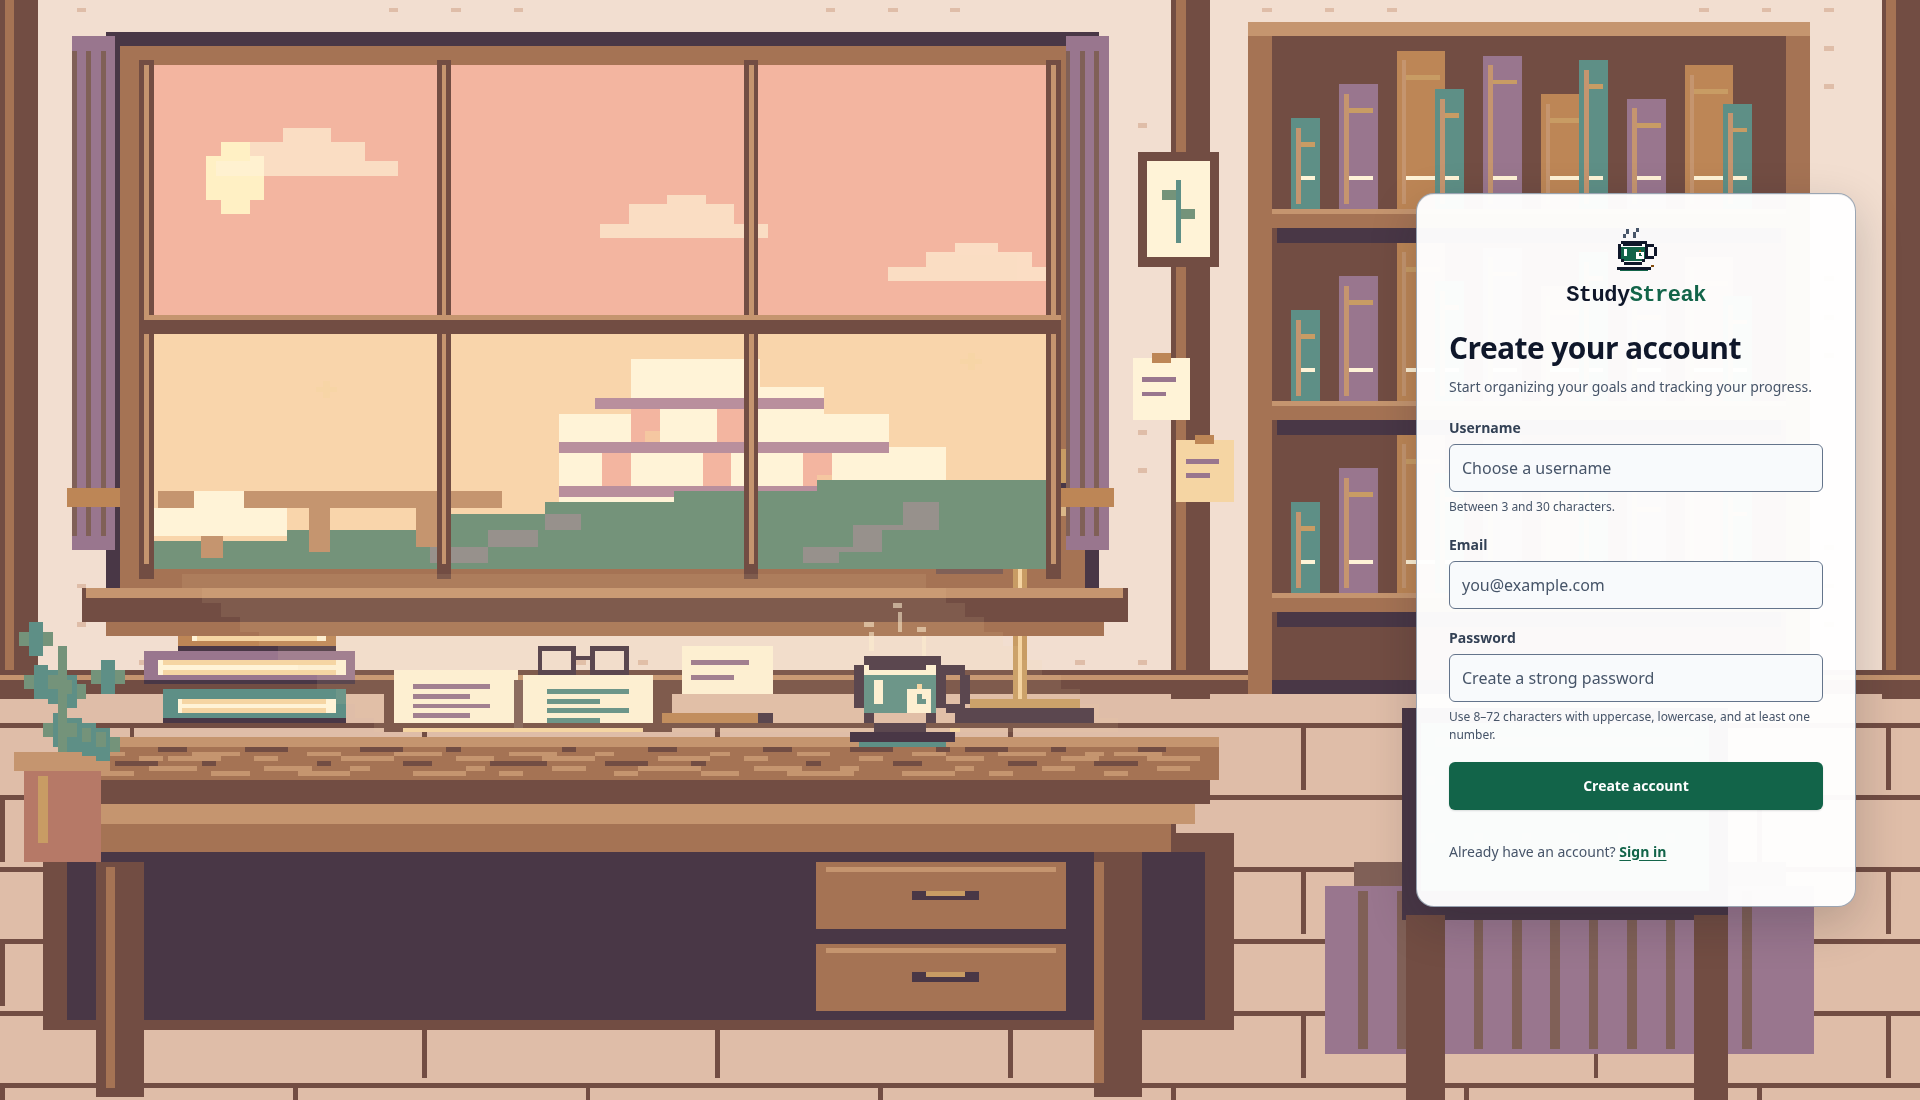 StudyStreak
Create your account
Start organizing your goals and tracking your progress.
Username
Choose a username
Between 3 and 30 characters.
Email
you@example.com
Password
Create a strong password
Use 8–72 characters with uppercase, lowercase, and at least one
number.
Create account
Already have an account? Sign in